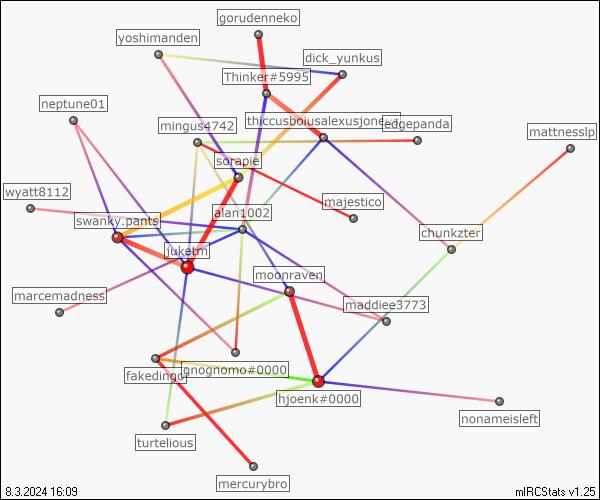 gorudenneko
yoshimanden
dick_yunkus
Thinker#5995
neptune01
mingus4742
edgepanda
mattnesslp
sorapie
wyatt8112
majestico
swanky.pants
alan1002
chunkzter
juketm
moonraven
marcemadness
maddiee3773
fakedingo
gnognomo#0000
hjoenk#0000
nonameisleft
turtelious
mercurybro
8.3.2024 16:09
mIRCStats v1.25